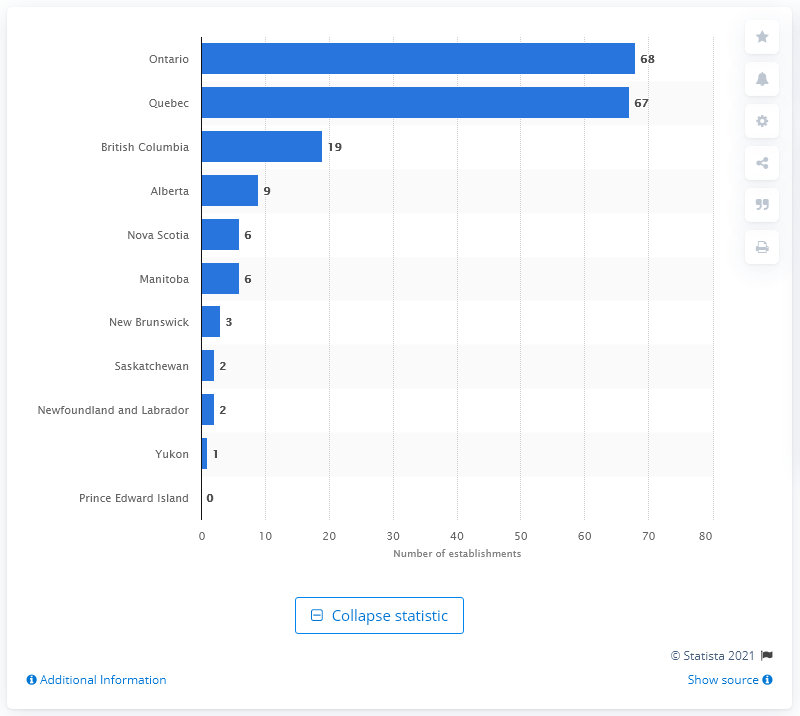 Ontario 68
Quebec 67
British Columbia 19
Alberta 9
Nova Scotia 6
Manitoba 6
New Brunswick 3
Saskatchewan 2
Newfoundland and Labrador 2
Yukon 1
Prince Edward Island 0
0 10 20 30 40 50 60 70 80
Number of establishments
Collapse statistic
© Statista 2021
Additional Information Show source